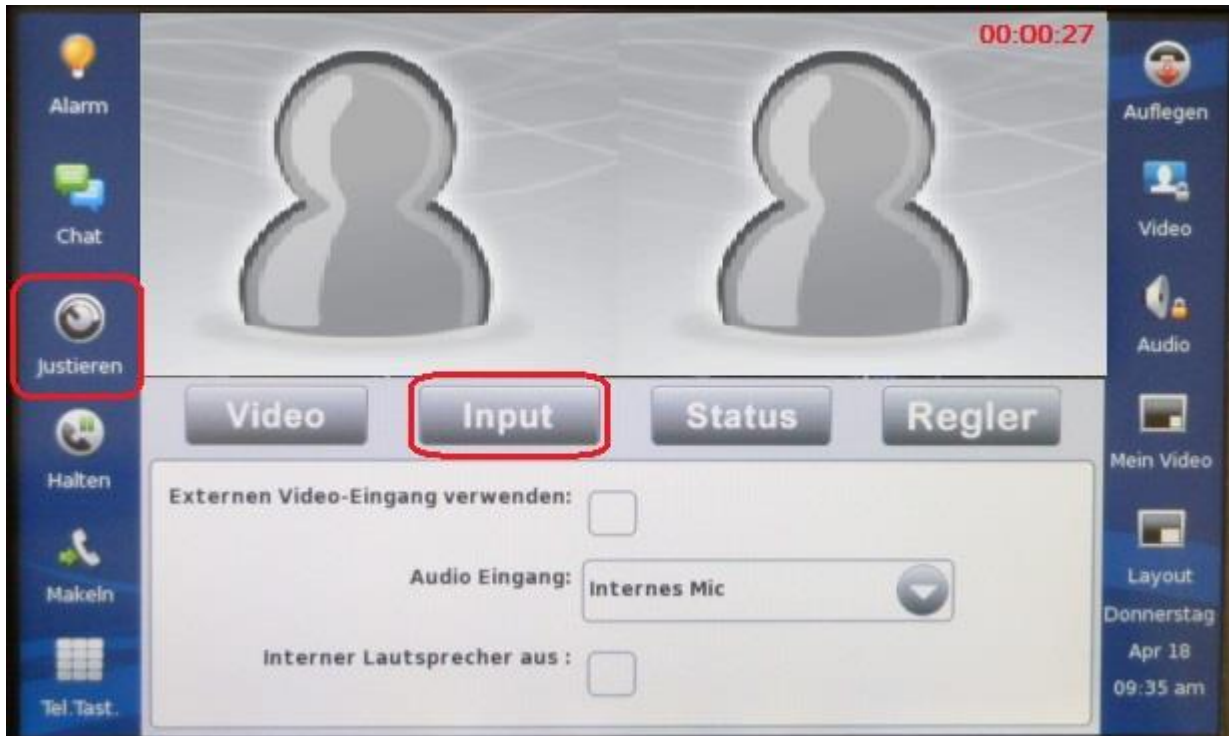 Alarm
Chat
Justieren
Halten
Makeln
Tel.Tast.
00:00:27
Video
Input
Status
Regler
Externen Video-Eingang verwenden:
Audio Eingang:
Internes Mic
Interner Lautsprecher aus :
Auflegen
Video
Audio
Mein Video
Layout
Donnerstag
Apr 18
09:35 am